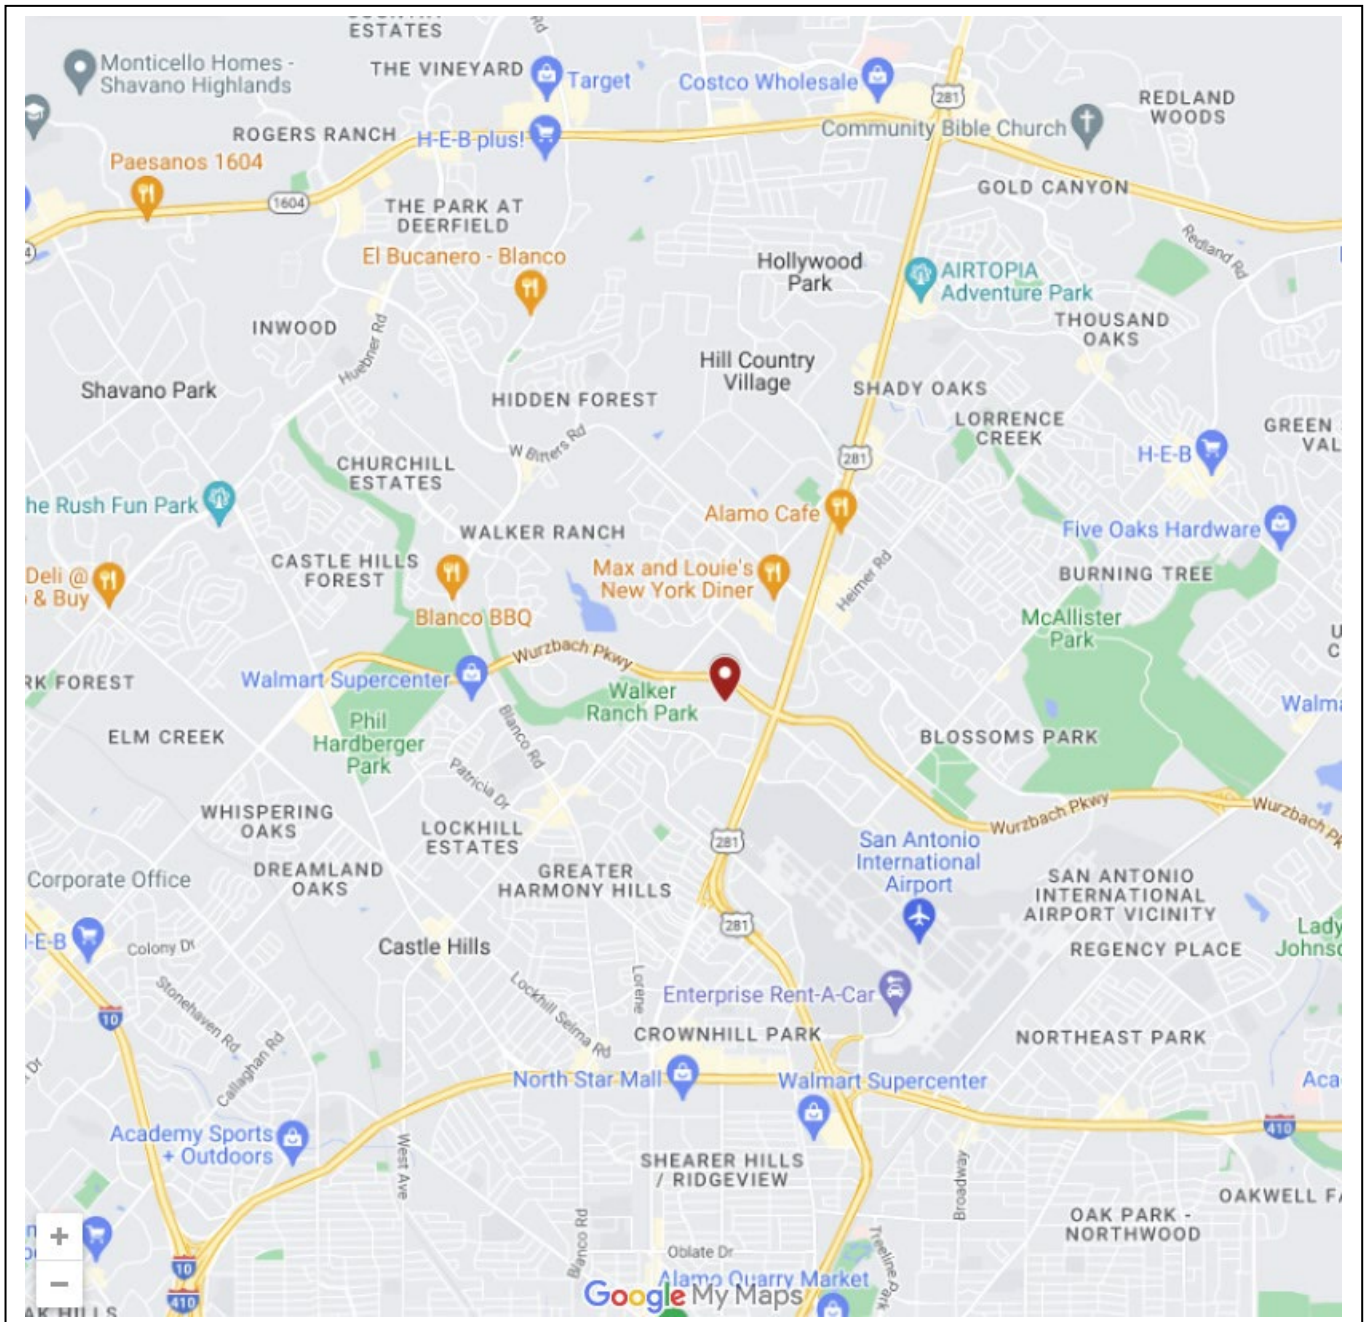 COUNTRY
ESTATES
Monticello Homes -
Shavano Highlands
THE VINEYARD
Target
Costco Wholesale
281
REDLAND
WOODS
ROGERS RANCH
H-E-B plus!
Community Bible Church
Paesanos 1604
1604
GOLD CANYON
THE PARK AT
DEERFIELD
Redland Rd
El Bucanero - Blanco
Hollywood
Park
AIRTOPIA
Adventure Park
INWOOD
Huebner Rd
THOUSAND
OAKS
Shavano Park
Hill Country
Village
SHADY OAKS
HIDDEN FOREST
LORRENCE
CREEK
GREEN
VAL
W Bitters Rd
281
H-E-B
CHURCHILL
ESTATES
he Rush Fun Park
Alamo Cafe
Five Oaks Hardware
WALKER RANCH
CASTLE HILLS
FOREST
Deli @
& Buy
Max and Louie's
New York Diner
Heimer Rd
BURNING TREE
Blanco BBQ
McAllister
Park
Wurzbach Pkwy
RK FOREST
Walmart Supercenter
Walker
Ranch Park
Walma
ELM CREEK
Phil
Hardberger
Park
Blanco Rd
BLOSSOMS PARK
Patricia Dr
WHISPERING
OAKS
LOCKHILL
ESTATES
Wurzbach Pkwy
Wurzbach Pk
281
San Antonio
International
Airport
DREAMLAND
OAKS
GREATER
HARMONY HILLS
Corporate Office
SAN ANTONIO
INTERNATIONAL
AIRPORT VICINITY
281
H-E-B
Colony Dr
Castle Hills
Lady
Johnso
REGENCY PLACE
Stonehaven Rd
Lockhill Selma Rd
Lorene
Enterprise Rent-A-Car
10
Callaghan Rd
CROWNHILL PARK
NORTHEAST PARK
Dr
North Star Mall
Walmart Supercenter
Aca
Academy Sports
+ Outdoors
410
West Ave
SHEARER HILLS
/ RIDGEVIEW
Broadway
OAKWELL FA
OAK PARK -
NORTHWOOD
+
−
Blanco Rd
Oblate Dr
Treeline Park
10
410
Alamo Quarry Market
Google My Maps
AK HILLS